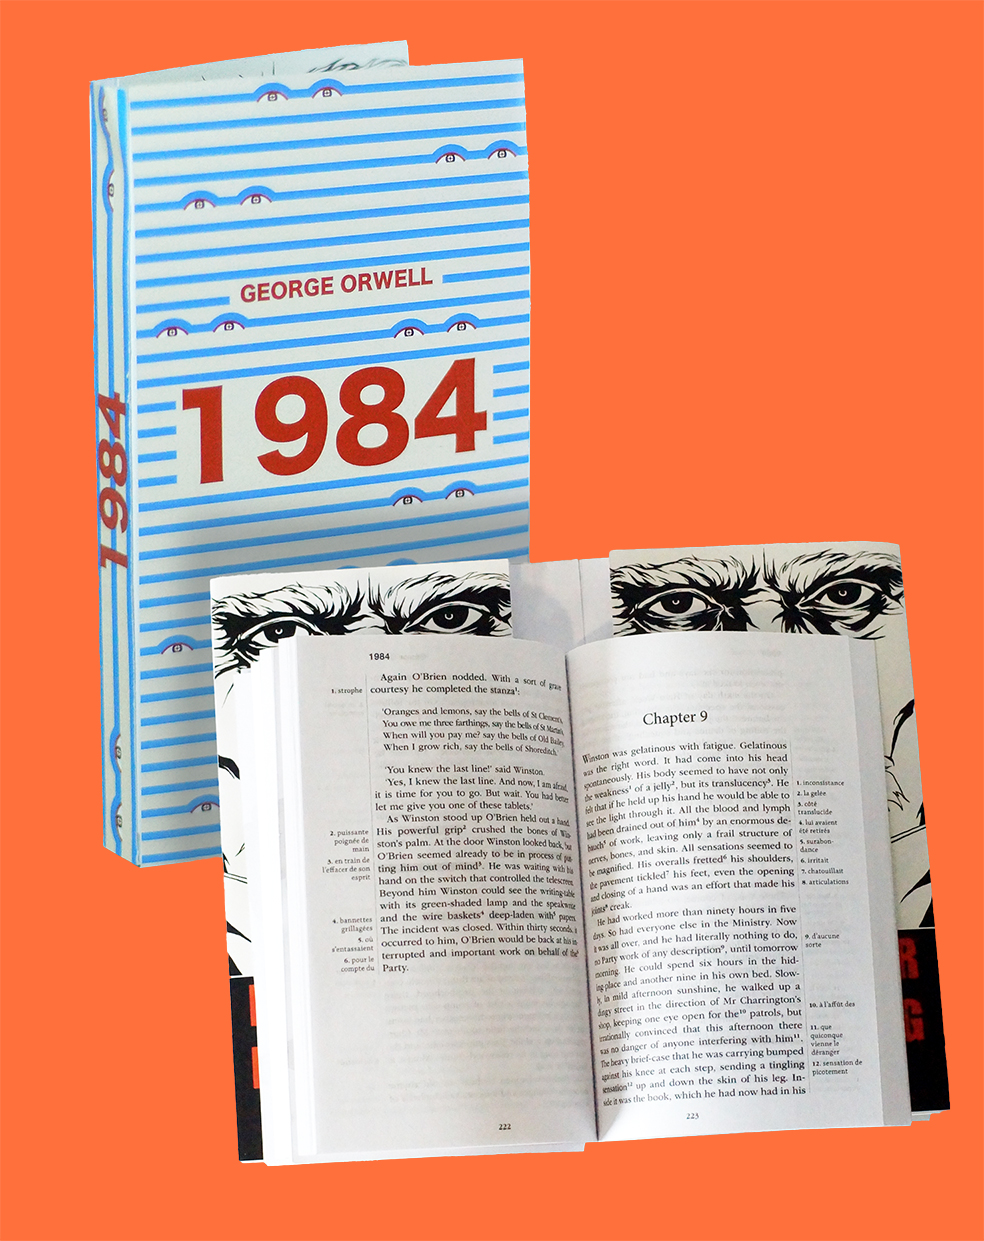 GEORGE ORWELL
1984
1984
1984
Again O'Brien nodded. With a sort of grave
1. strophe
courtesy he completed the stanza¹:
'Oranges and lemons, say the bells of St Clement's,
You owe me three farthings, say the bells of St Martin's,
When will you pay me? say the bells of Old Bailey,
When I grow rich, say the bells of Shoreditch.'
'You knew the last line!' said Winston.
'Yes, I knew the last line. And now, I am afraid,
it is time for you to go. But wait. You had better
let me give you one of these tablets.'
As Winston stood up O'Brien held out a hand.
2. puissante
poignée de
main
His powerful grip² crushed the bones of Win-
ston's palm. At the door Winston looked back, but
O'Brien seemed already to be in process of put-
3. en train de
l'effacer de son
esprit
ting him out of mind³. He was waiting with his
hand on the switch that controlled the telescreen.
Beyond him Winston could see the writing-table
with its green-shaded lamp and the speakwrite
4. bannettes
grillagées
and the wire baskets⁴ deep-laden with⁵ papers.
5. où
s'entassaient
The incident was closed. Within thirty seconds, it
occurred to him, O'Brien would be back at his in-
6. pour le
compte du
terrupted and important work on behalf of the⁶
Party.
222
Chapter 9
Winston was gelatinous with fatigue. Gelatinous
was the right word. It had come into his head
spontaneously. His body seemed to have not only
1. inconsistance
the weakness¹ of a jelly², but its translucency³. He
2. la gelée
felt that if he held up his hand he would be able to
3. côté
translucide
see the light through it. All the blood and lymph
4. lui avaient
été retirés
had been drained out of him⁴ by an enormous de-
5. surabon-
dance
bauch⁵ of work, leaving only a frail structure of
nerves, bones, and skin. All sensations seemed to
6. irritait
be magnified. His overalls fretted⁶ his shoulders,
7. chatouillait
the pavement tickled⁷ his feet, even the opening
8. articulations
and closing of a hand was an effort that made his
joints⁸ creak.
He had worked more than ninety hours in five
days. So had everyone else in the Ministry. Now
it was all over, and he had literally nothing to do,
9. d'aucune
sorte
no Party work of any description⁹, until tomorrow
morning. He could spend six hours in the hid-
ing-place and another nine in his own bed. Slow-
ly, in mild afternoon sunshine, he walked up a
dingy street in the direction of Mr Charrington's
10. à l'affût des
shop, keeping one eye open for the¹⁰ patrols, but
irrationally convinced that this afternoon there
11. que
quiconque
vienne le
déranger
was no danger of anyone interfering with him¹¹.
The heavy brief-case that he was carrying bumped
against his knee at each step, sending a tingling
12. sensation de
picotement
sensation¹² up and down the skin of his leg. In-
side it was the book, which he had now had in his
223
R
G